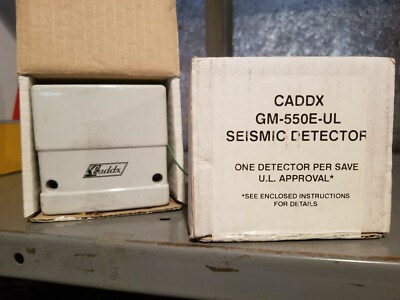 Caddx
CADDX
GM-550E-UL
SEISMIC DETECTOR
ONE DETECTOR PER SAVE
U.L. APPROVAL*
*SEE ENCLOSED INSTRUCTIONS
FOR DETAILS